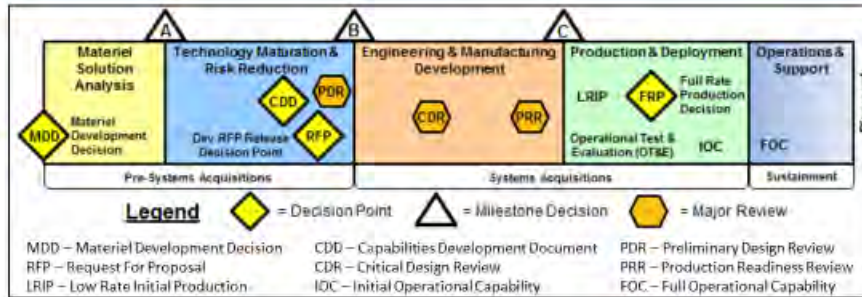 A
B
C
Materiel Solution Analysis
Technology Maturation & Risk Reduction
Engineering & Manufacturing Development
Production & Deployment
Operations & Support
MDD
Materiel Development Decision
CDD
PDR
Dev RFP Release Decision Point
RFP
CDR
PRR
LRIP
FRP
Full Rate Production Decision
Operational Test & Evaluation (OT&E)
IOC
FOC
Pre-Systems Acquisitions
Systems Acquisitions
Sustainment
Legend
= Decision Point
= Milestone Decision
= Major Review
MDD – Materiel Development Decision
CDD – Capabilities Development Document
PDR – Preliminary Design Review
RFP – Request For Proposal
CDR – Critical Design Review
PRR – Production Readiness Review
LRIP – Low Rate Initial Production
IOC – Initial Operational Capability
FOC – Full Operational Capability